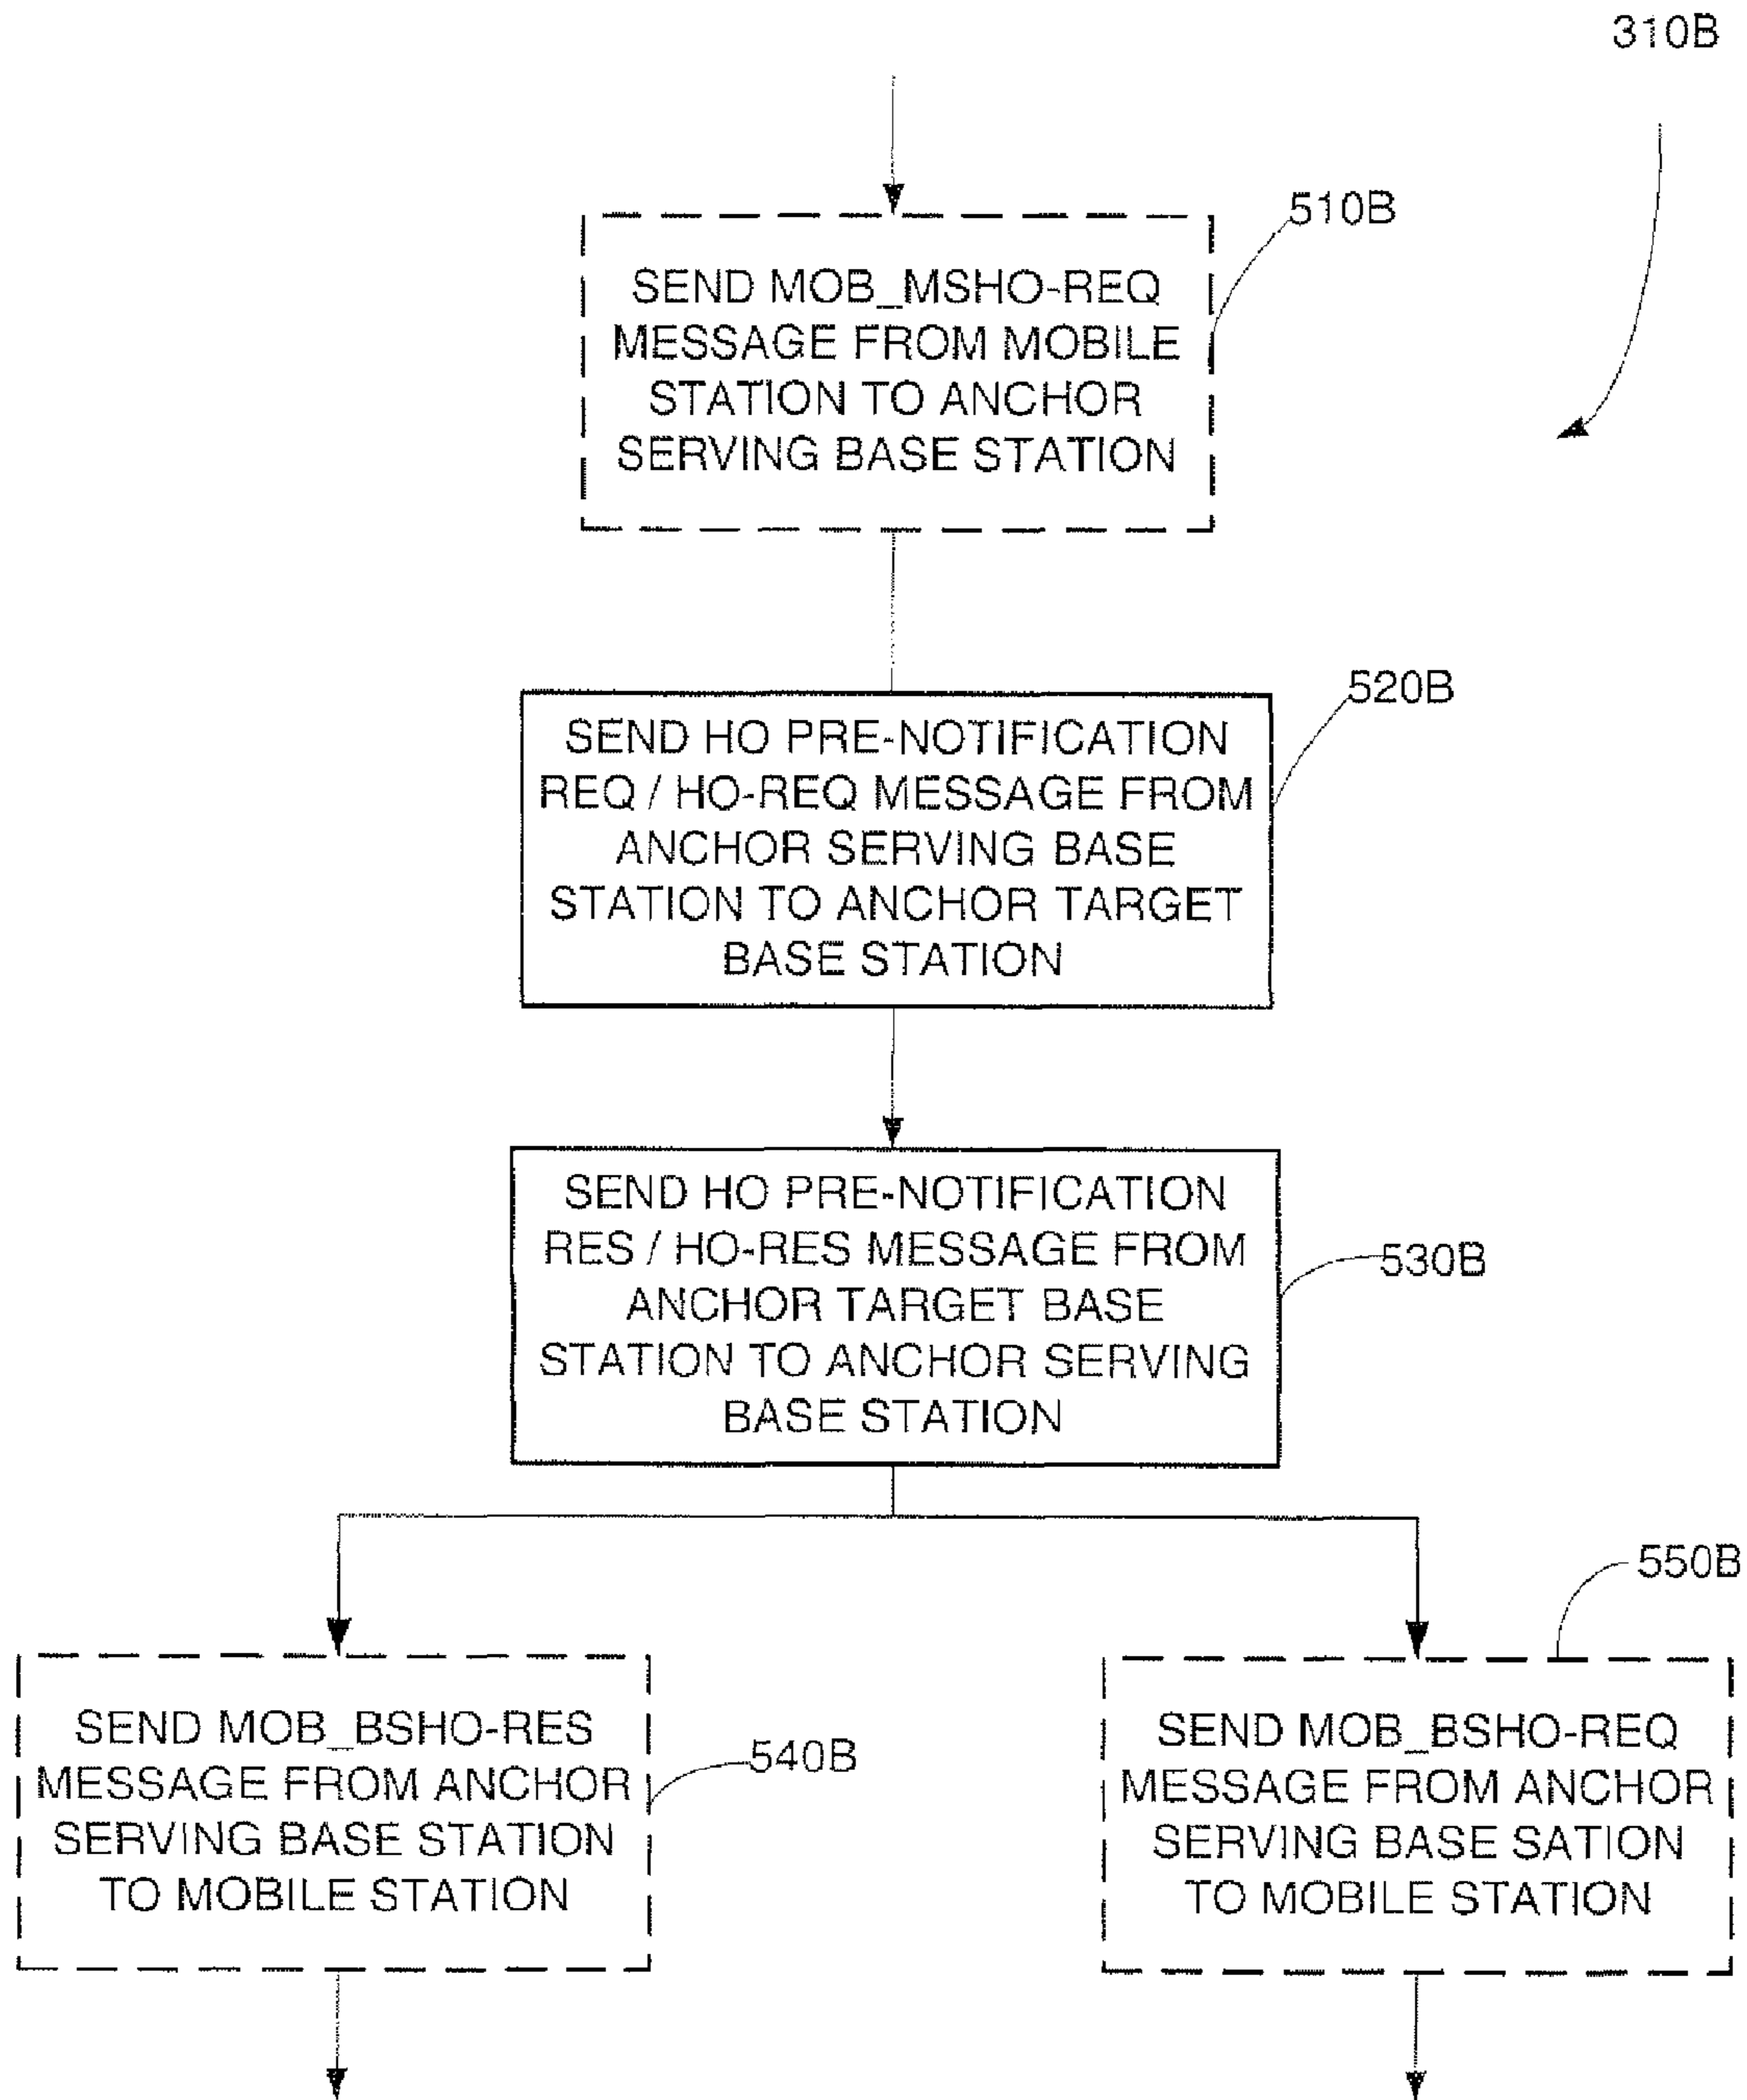 310B
510B
SEND MOB_MSHO-REQ
MESSAGE FROM MOBILE
STATION TO ANCHOR
SERVING BASE STATION
520B
SEND HO PRE-NOTIFICATION
REQ / HO-REQ MESSAGE FROM
ANCHOR SERVING BASE
STATION TO ANCHOR TARGET
BASE STATION
SEND HO PRE-NOTIFICATION
RES / HO-RES MESSAGE FROM
ANCHOR TARGET BASE
STATION TO ANCHOR SERVING
BASE STATION
530B
550B
SEND MOB_BSHO-RES
MESSAGE FROM ANCHOR
SERVING BASE STATION
TO MOBILE STATION
540B
SEND MOB_BSHO-REQ
MESSAGE FROM ANCHOR
SERVING BASE SATION
TO MOBILE STATION